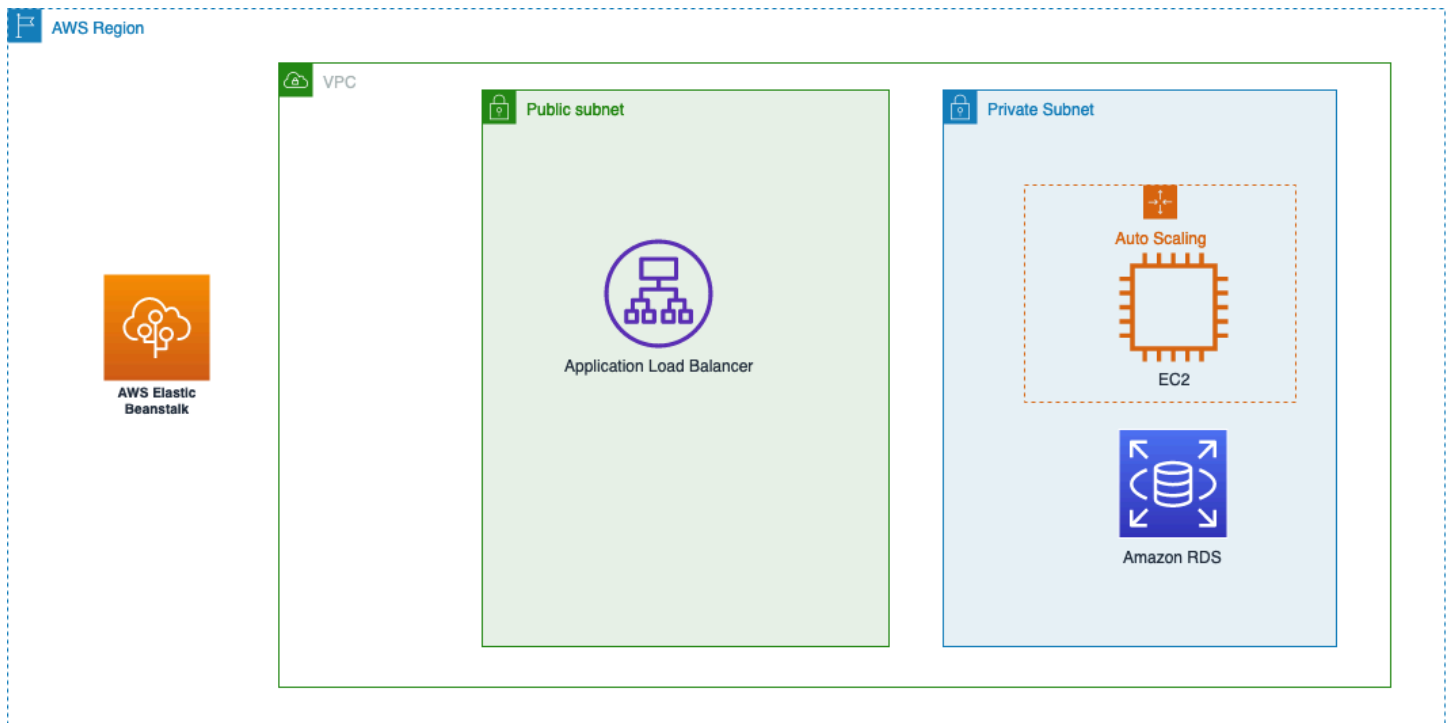 AWS Region
VPC
Public subnet
Private Subnet
Auto Scaling
Application Load Balancer
EC2
AWS Elastic
Beanstalk
Amazon RDS